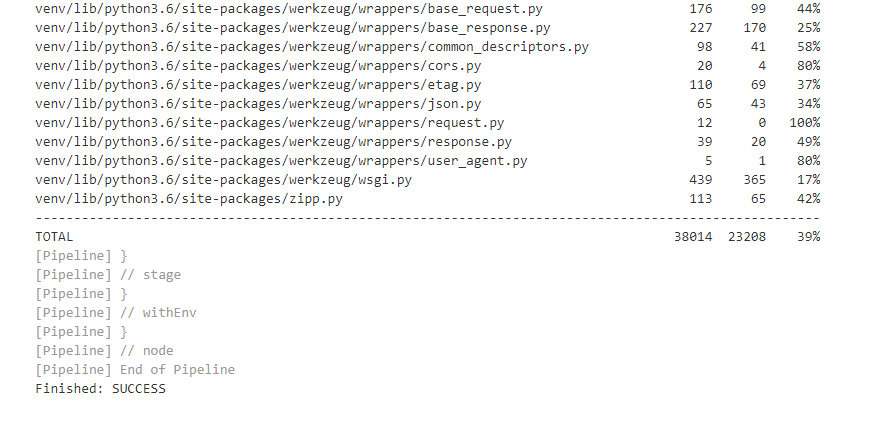 venv/lib/python3.6/site-packages/werkzeug/wrappers/base_request.py 176 99 44%
venv/lib/python3.6/site-packages/werkzeug/wrappers/base_response.py 227 170 25%
venv/lib/python3.6/site-packages/werkzeug/wrappers/common_descriptors.py 98 41 58%
venv/lib/python3.6/site-packages/werkzeug/wrappers/cors.py 20 4 80%
venv/lib/python3.6/site-packages/werkzeug/wrappers/etag.py 110 69 37%
venv/lib/python3.6/site-packages/werkzeug/wrappers/json.py 65 43 34%
venv/lib/python3.6/site-packages/werkzeug/wrappers/request.py 12 0 100%
venv/lib/python3.6/site-packages/werkzeug/wrappers/response.py 39 20 49%
venv/lib/python3.6/site-packages/werkzeug/wrappers/user_agent.py 5 1 80%
venv/lib/python3.6/site-packages/werkzeug/wsgi.py 439 365 17%
venv/lib/python3.6/site-packages/zipp.py 113 65 42%
------------------------------------------------------------------------------------------------------
TOTAL 38014 23208 39%
[Pipeline] }
[Pipeline] // stage
[Pipeline] }
[Pipeline] // withEnv
[Pipeline] }
[Pipeline] // node
[Pipeline] End of Pipeline
Finished: SUCCESS